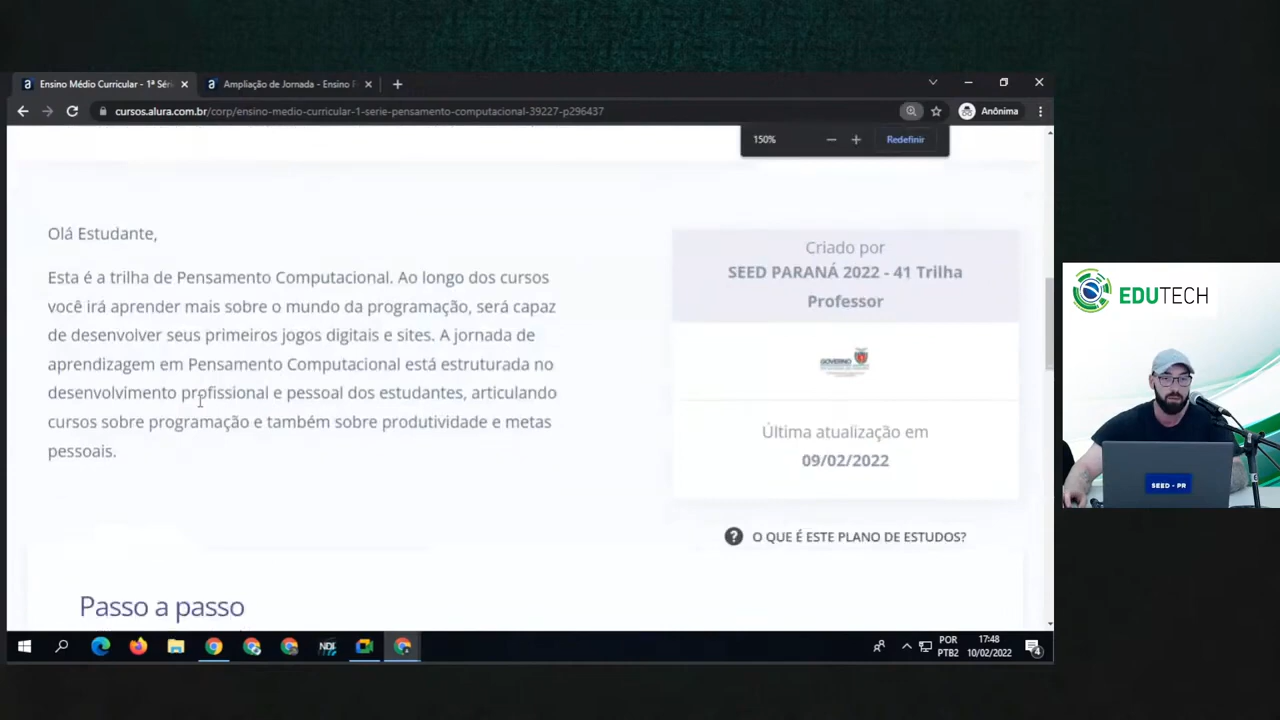 Ensino Médio Curricular - 1ª Séri
Ampliação de Jornada - Ensino F
cursos.alura.com.br/corp/ensino-medio-curricular-1-serie-pensamento-computacional-39227-p296437
Anônima
150%
Redefinir
Olá Estudante,
Esta é a trilha de Pensamento Computacional. Ao longo dos cursos
você irá aprender mais sobre o mundo da programação, será capaz
de desenvolver seus primeiros jogos digitais e sites. A jornada de
aprendizagem em Pensamento Computacional está estruturada no
desenvolvimento profissional e pessoal dos estudantes, articulando
cursos sobre programação e também sobre produtividade e metas
pessoais.
Criado por
SEED PARANÁ 2022 - 41 Trilha
Professor
Última atualização em
09/02/2022
? O QUE É ESTE PLANO DE ESTUDOS?
Passo a passo
NDI
POR
PTB2
17:48
10/02/2022
4
EDUTECH
SEED - PR